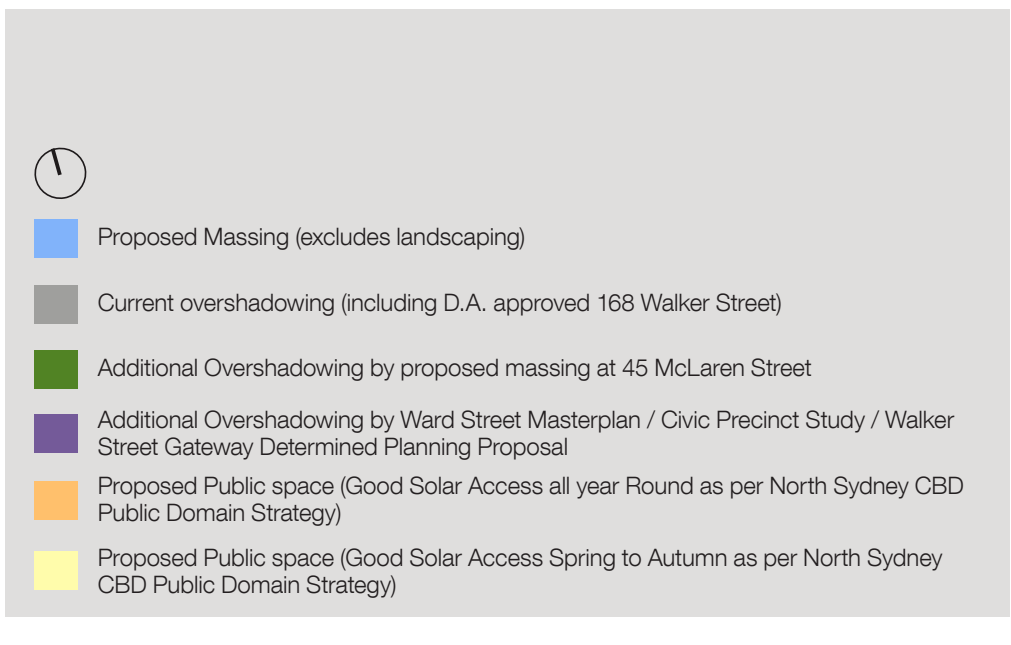 Proposed Massing (excludes landscaping)
Current overshadowing (including D.A. approved 168 Walker Street)
Additional Overshadowing by proposed massing at 45 McLaren Street
Additional Overshadowing by Ward Street Masterplan / Civic Precinct Study / Walker
Street Gateway Determined Planning Proposal
Proposed Public space (Good Solar Access all year Round as per North Sydney CBD
Public Domain Strategy)
Proposed Public space (Good Solar Access Spring to Autumn as per North Sydney
CBD Public Domain Strategy)